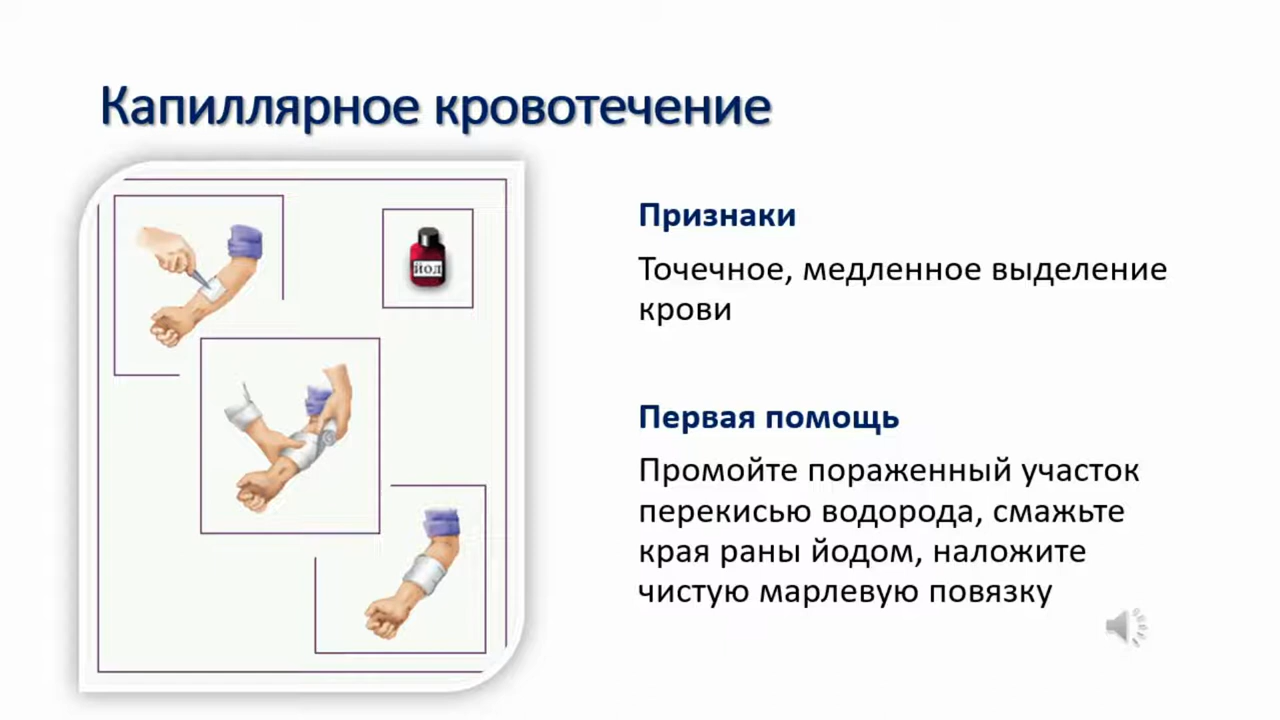 Капиллярное кровотечение
йод
Признаки
Точечное, медленное выделение
крови
Первая помощь
Промойте пораженный участок
перекисью водорода, смажьте
края раны йодом, наложите
чистую марлевую повязку